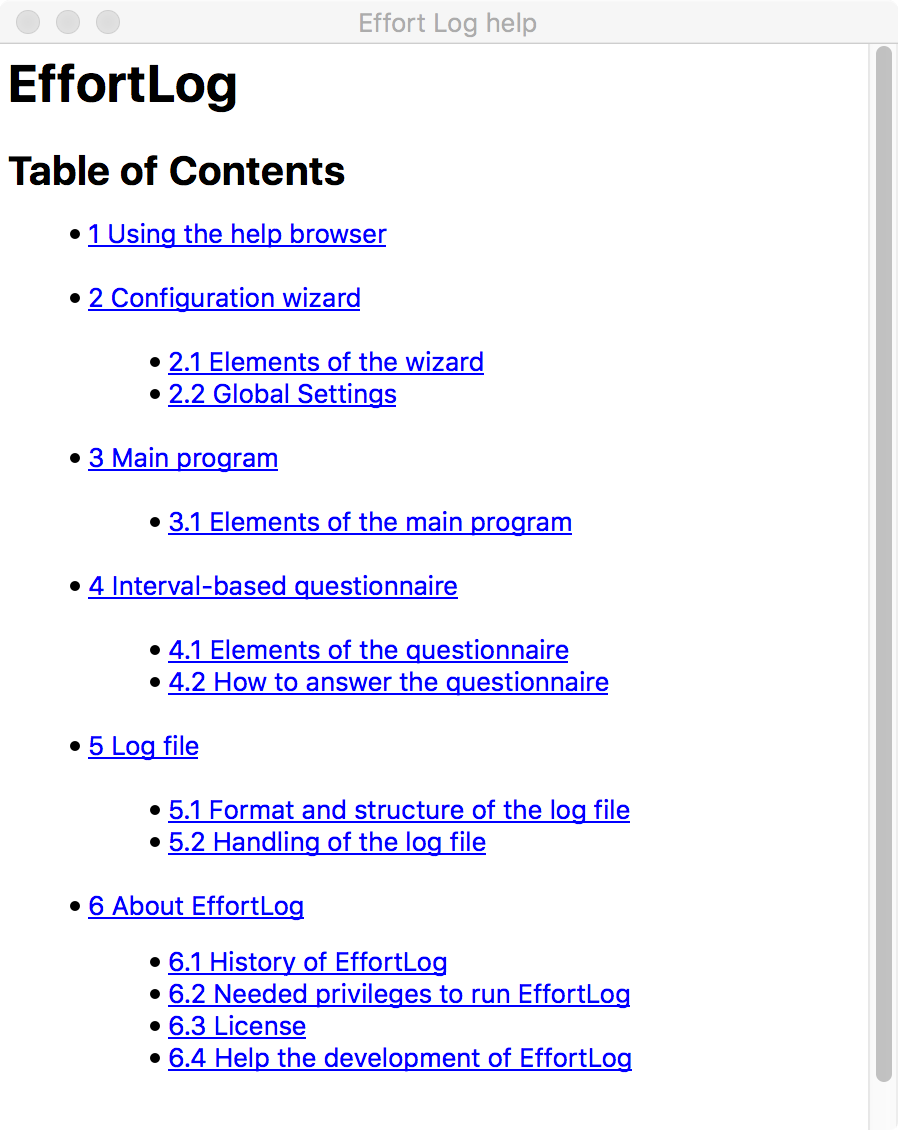 Effort Log help
EffortLog
Table of Contents
1 Using the help browser
2 Configuration wizard
2.1 Elements of the wizard
2.2 Global Settings
3 Main program
3.1 Elements of the main program
4 Interval-based questionnaire
4.1 Elements of the questionnaire
4.2 How to answer the questionnaire
5 Log file
5.1 Format and structure of the log file
5.2 Handling of the log file
6 About EffortLog
6.1 History of EffortLog
6.2 Needed privileges to run EffortLog
6.3 License
6.4 Help the development of EffortLog